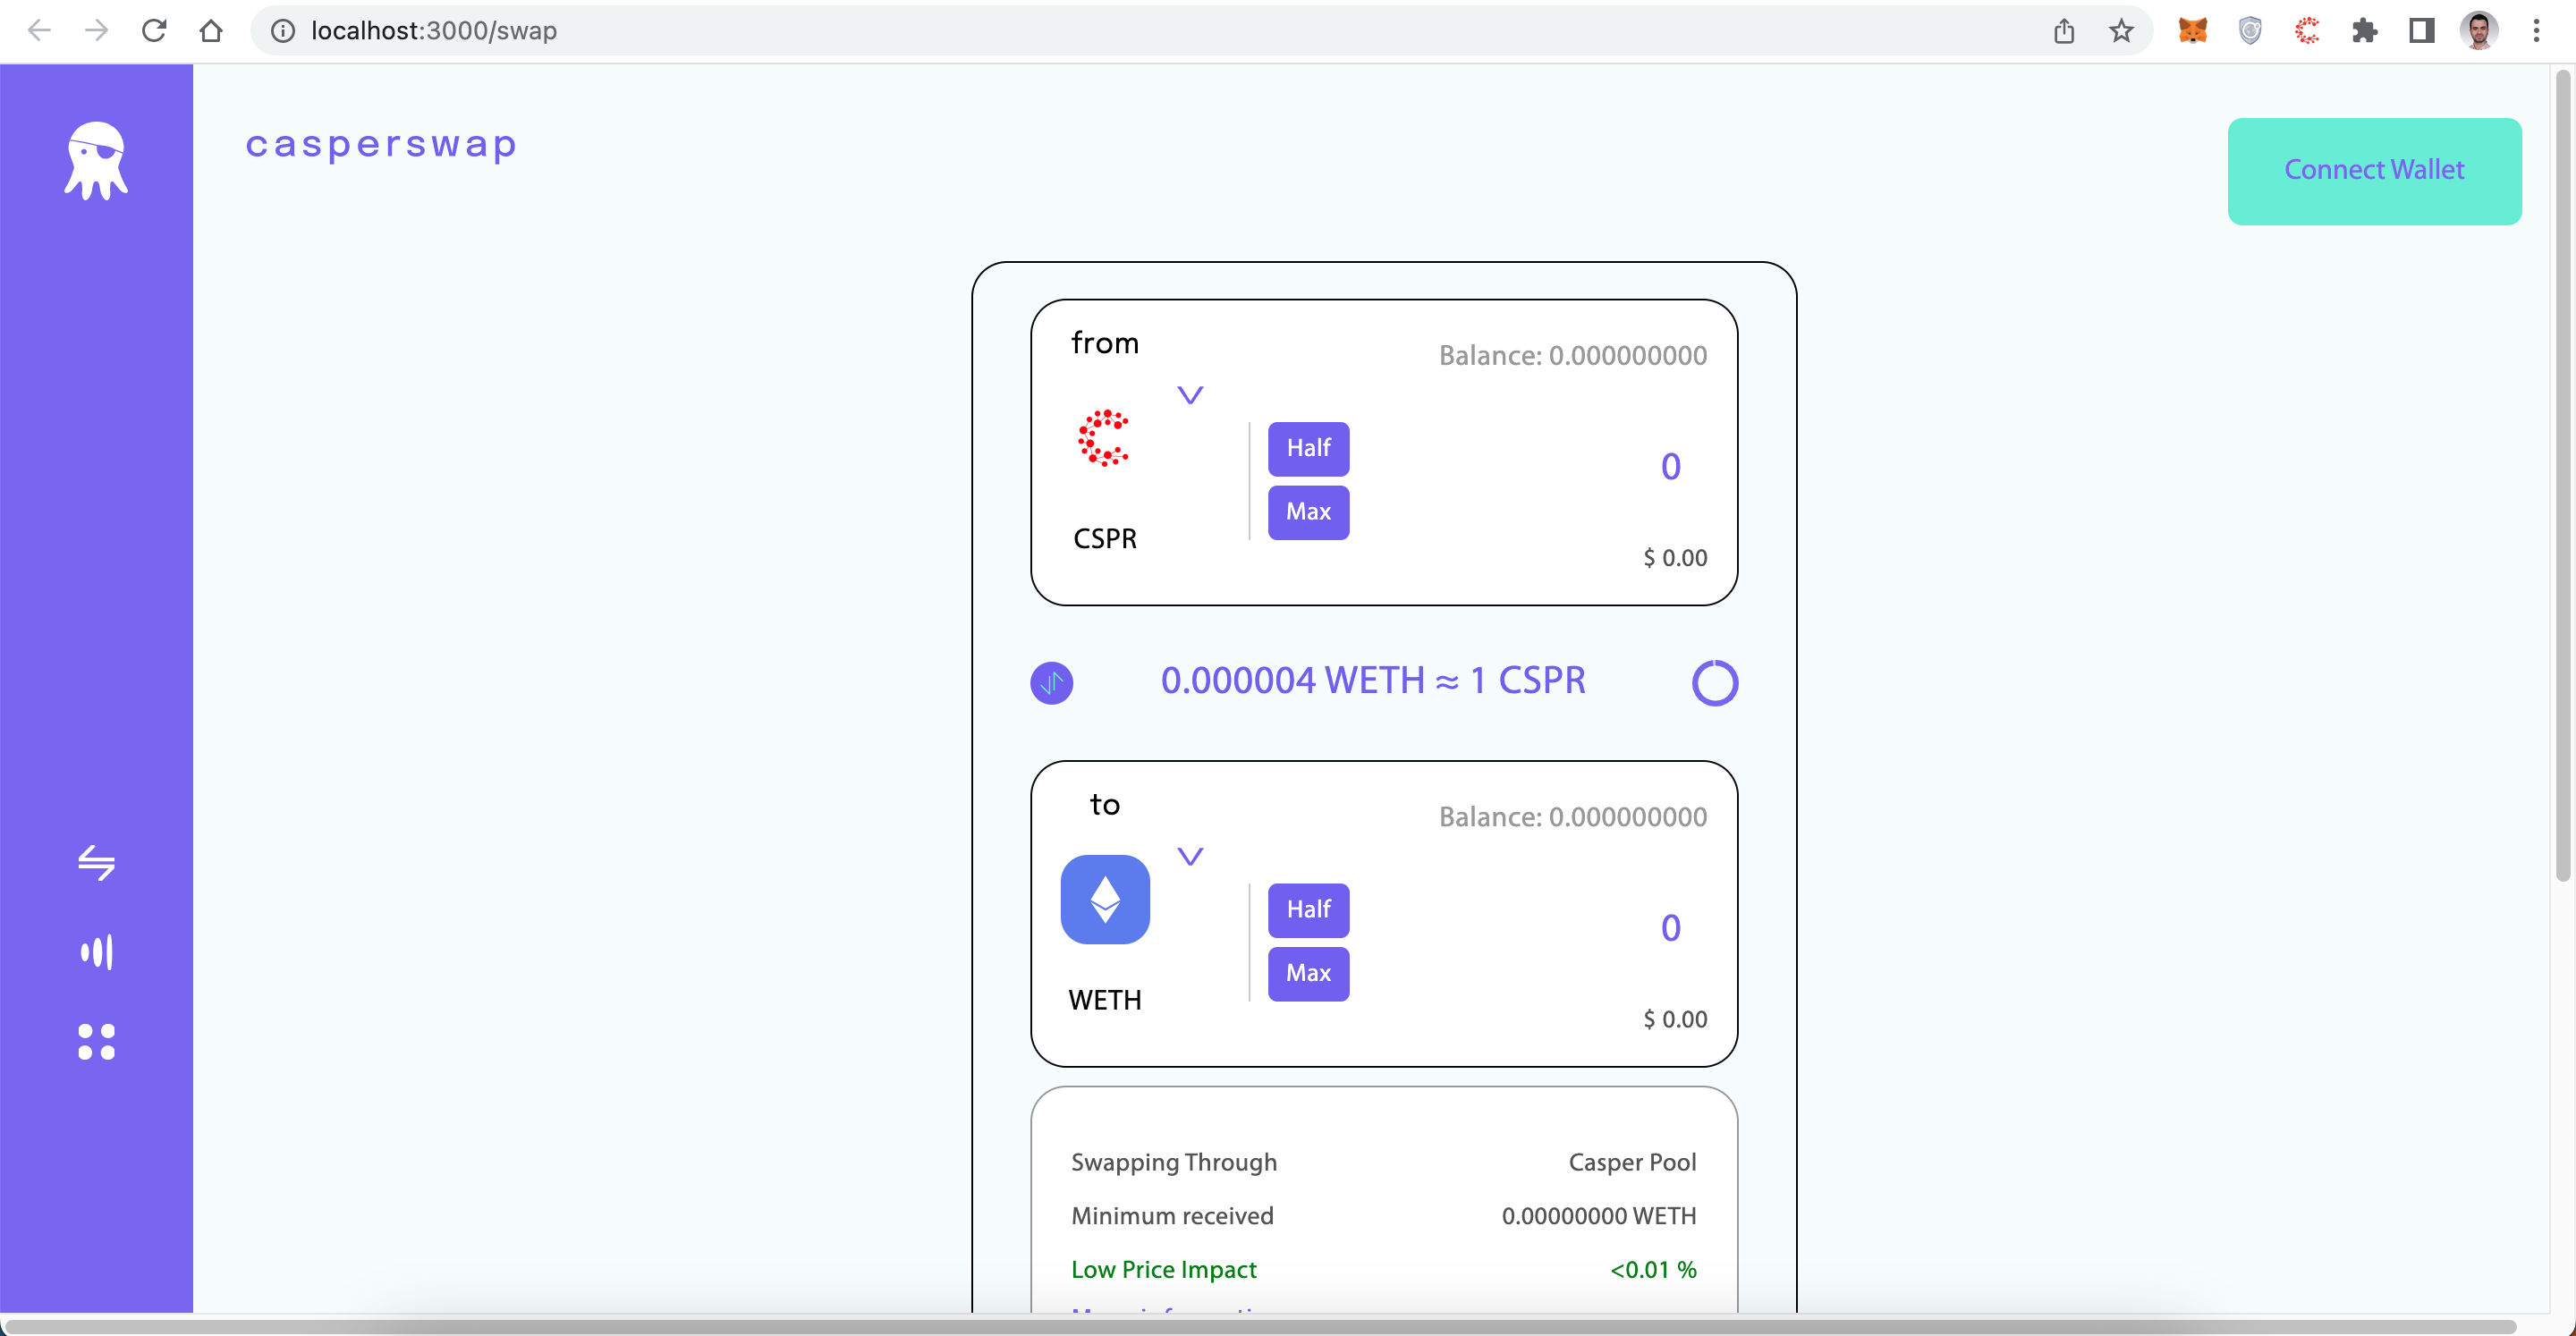 localhost:3000/swap
casperswap
Connect Wallet
from
Balance: 0.000000000
Half
0
Max
CSPR
$ 0.00
0.000004 WETH ≈ 1 CSPR
to
Balance: 0.000000000
Half
0
Max
WETH
$ 0.00
Swapping Through Casper Pool
Minimum received 0.00000000 WETH
Low Price Impact <0.01 %